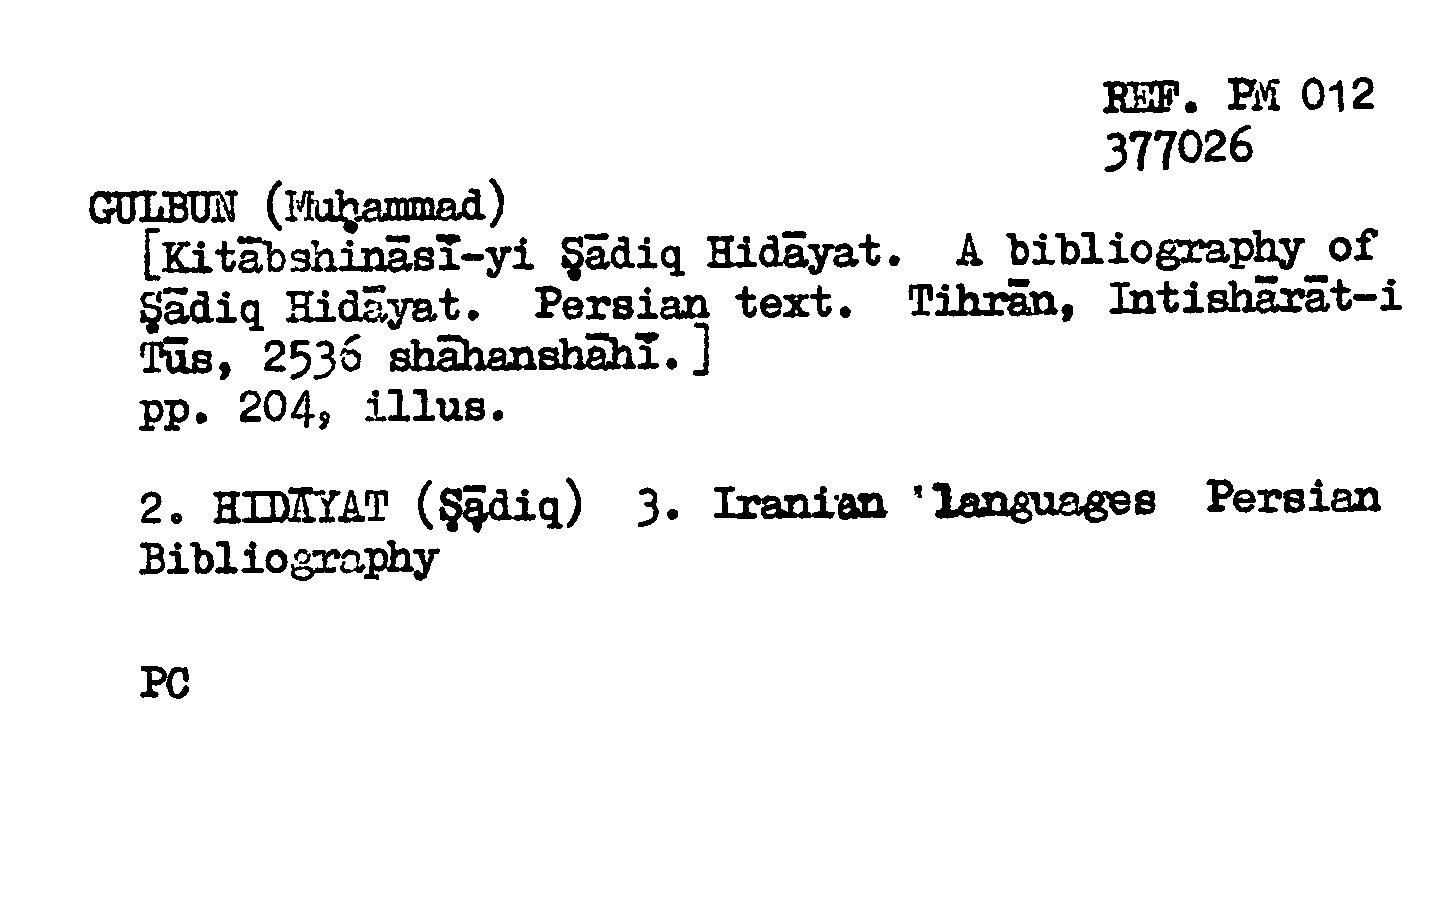 REF. PM 012
377026
GULBUN (Muḥammad)
[Kitābshināsī-yi Ṣādiq Hidāyat. A bibliography of
Ṣādiq Hidāyat. Persian text. Tihrān, Intishārāt-i
Tūs, 2536 shāhanshāhī.]
pp. 204, illus.
2. HIDĀYAT (Ṣādiq) 3. Iranian languages Persian
Bibliography
PC